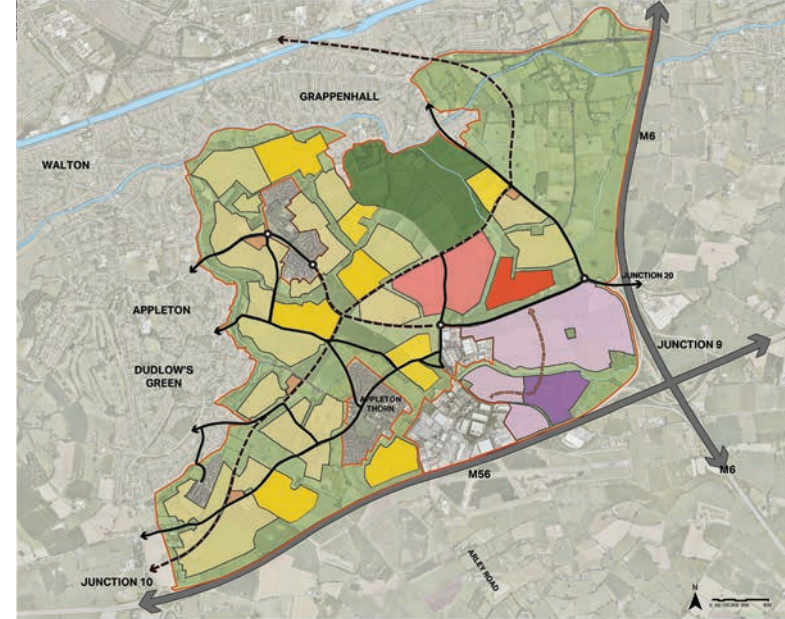 GRAPPENHALL
WALTON
M6
JUNCTION 20
APPLETON
JUNCTION 9
DUDLOW'S
GREEN
APPLETON
THORN
M56
M6
ARLEY ROAD
JUNCTION 10
N